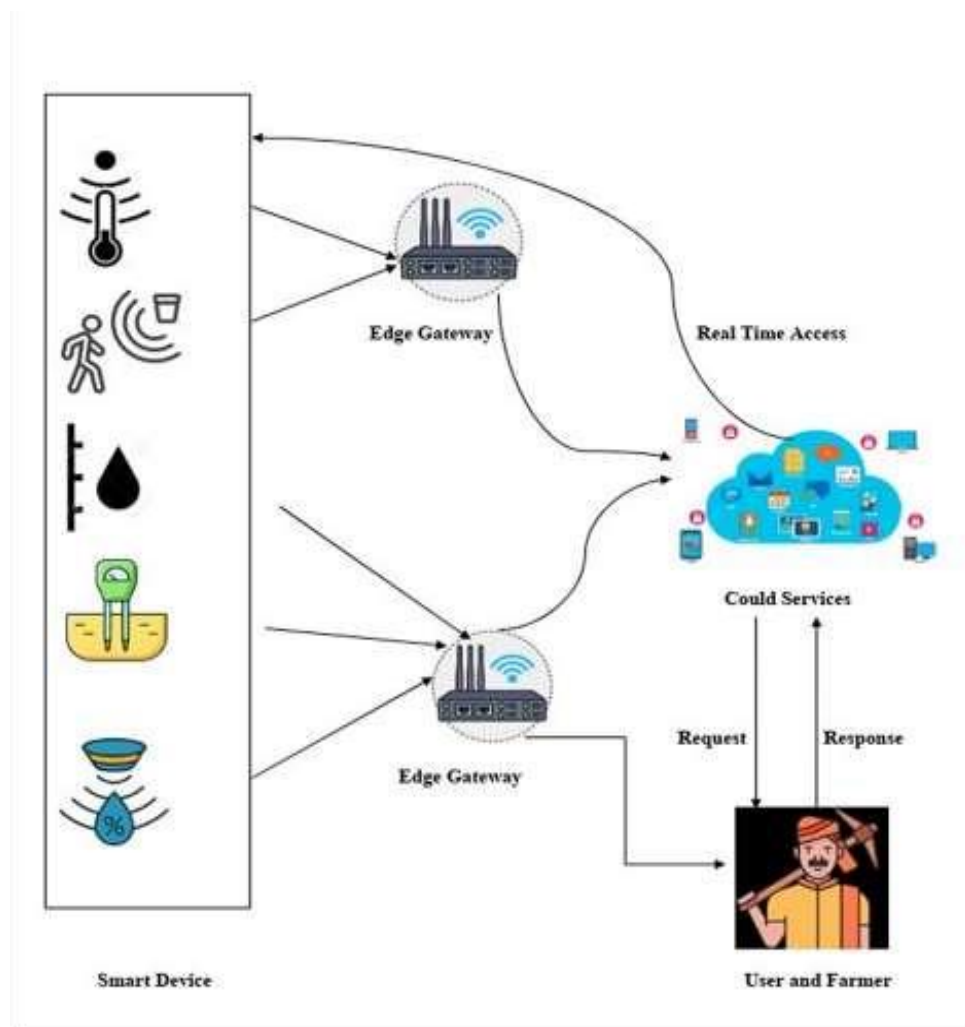 Edge Gateway
Real Time Access
Could Services
Request
Response
Edge Gateway
%
Smart Device
User and Farmer